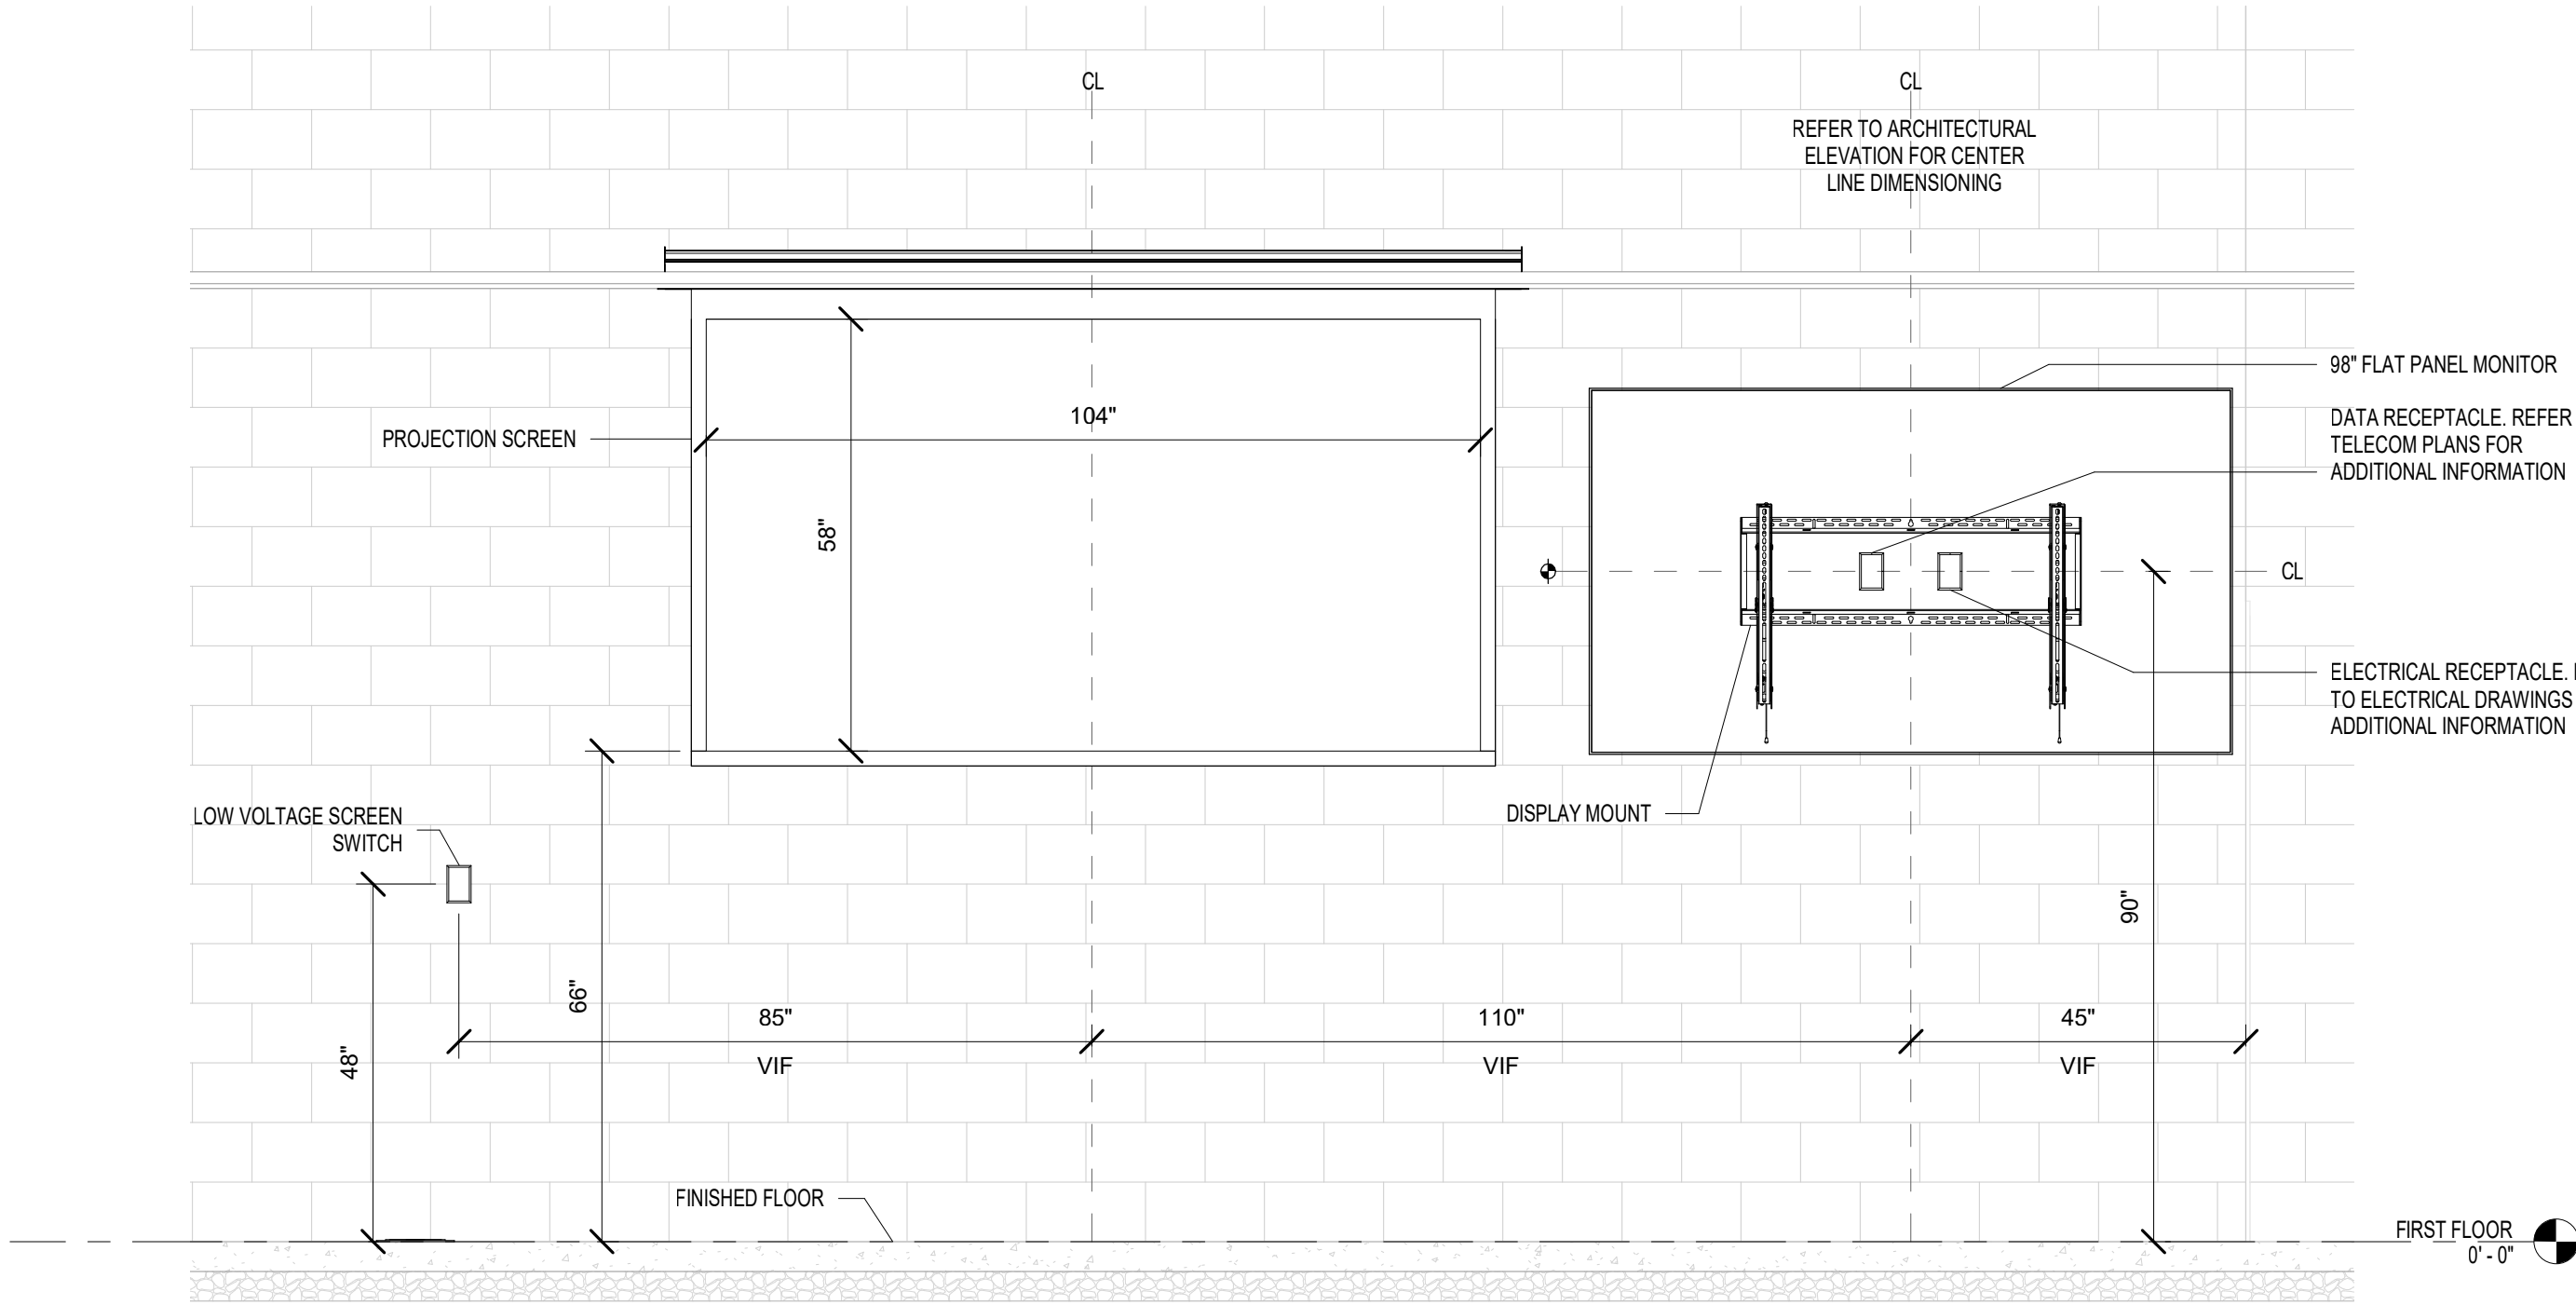 CL
CL
REFER TO ARCHITECTURAL
ELEVATION FOR CENTER
LINE DIMENSIONING
98" FLAT PANEL MONITOR
DATA RECEPTACLE. REFER
TELECOM PLANS FOR
ADDITIONAL INFORMATION
PROJECTION SCREEN
104"
58"
CL
ELECTRICAL RECEPTACLE.
TO ELECTRICAL DRAWINGS
ADDITIONAL INFORMATION
DISPLAY MOUNT
LOW VOLTAGE SCREEN
SWITCH
90"
66"
48"
85"
VIF
110"
VIF
45"
VIF
FINISHED FLOOR
FIRST FLOOR
0' - 0"